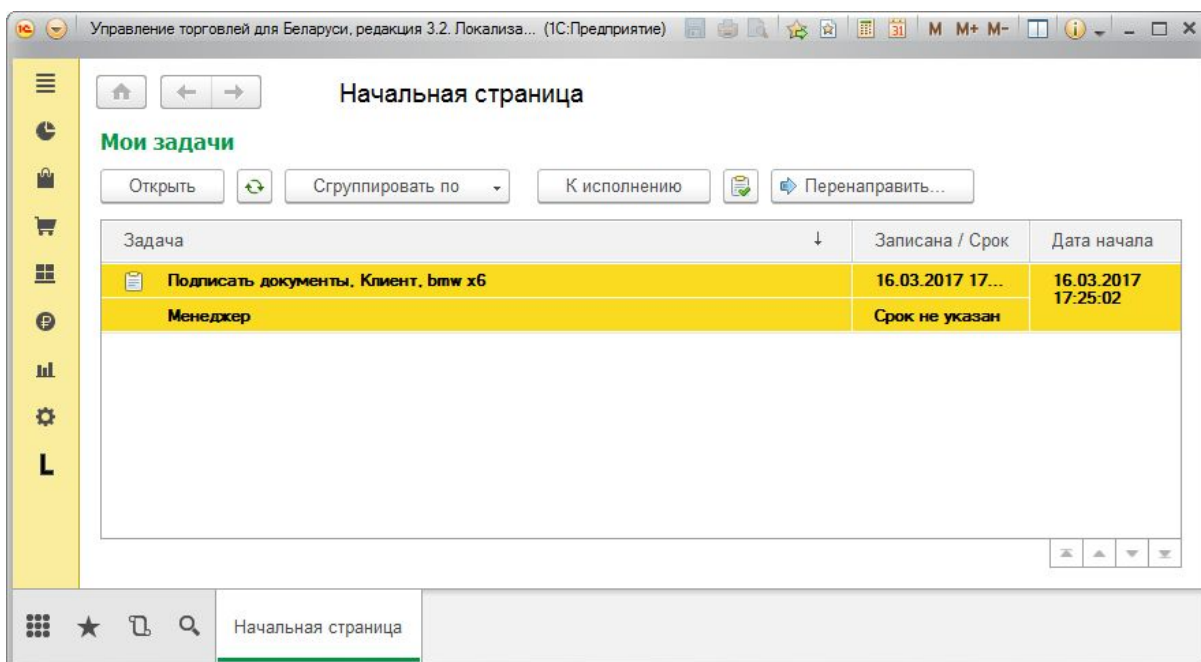 1С Управление торговлей для Беларуси, редакция 3.2. Локализа... (1С:Предприятие) 31 M M+ M-
Начальная страница
Мои задачи
Открыть Сгруппировать по К исполнению Перенаправить...
Задача ↓ Записана / Срок Дата начала
Подписать документы, Клиент, bmw x6 16.03.2017 17... 16.03.2017
17:25:02
Менеджер Срок не указан
L
Начальная страница